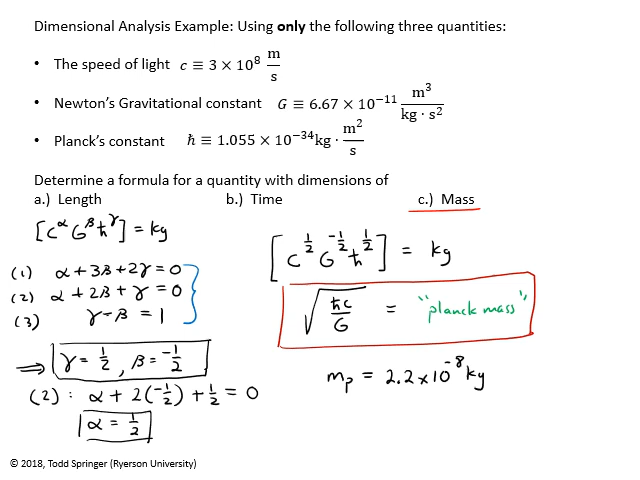 Dimensional Analysis Example: Using only the following three quantities:
• The speed of light c ≡ 3 × 10⁸ m/s
• Newton's Gravitational constant G ≡ 6.67 × 10⁻¹¹ m³/(kg · s²)
• Planck's constant ħ ≡ 1.055 × 10⁻³⁴ kg · m²/s
Determine a formula for a quantity with dimensions of
a.) Length b.) Time c.) Mass
[c^α G^β ħ^γ] = kg
(1) α + 3β + 2γ = 0
(2) α + 2β + γ = 0
(3) γ - β = 1
⟹ γ = 1/2, β = -1/2
(2): α + 2(-1/2) + 1/2 = 0
α = 1/2
[c^1/2 G^-1/2 ħ^1/2] = kg
√(ħc/G) = "planck mass"
m_p = 2.2 × 10⁻⁸ kg
© 2018, Todd Springer (Ryerson University)